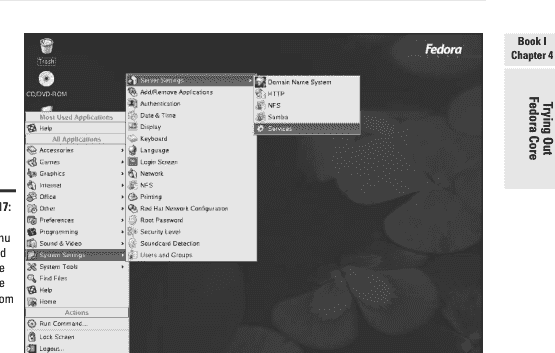 Book I
Chapter 4
Trying Out
Fedora Core
Fedora
Trash
CD/DVD-ROM
Server Settings
Add/Remove Applications
Authentication
Date & Time
Display
Keyboard
Language
Login Screen
Network
NFS
Printing
Red Hat Network Configuration
Root Password
Security Level
Soundcard Detection
Users and Groups
Domain Name System
HTTP
NFS
Samba
Services
Most Used Applications
Help
All Applications
Accessories
Games
Graphics
Internet
Office
Other
Preferences
Programming
Sound & Video
System Settings
System Tools
Find Files
Help
Home
Actions
Run Command...
Lock Screen
Logout...
17:
nu
d
e
e
om